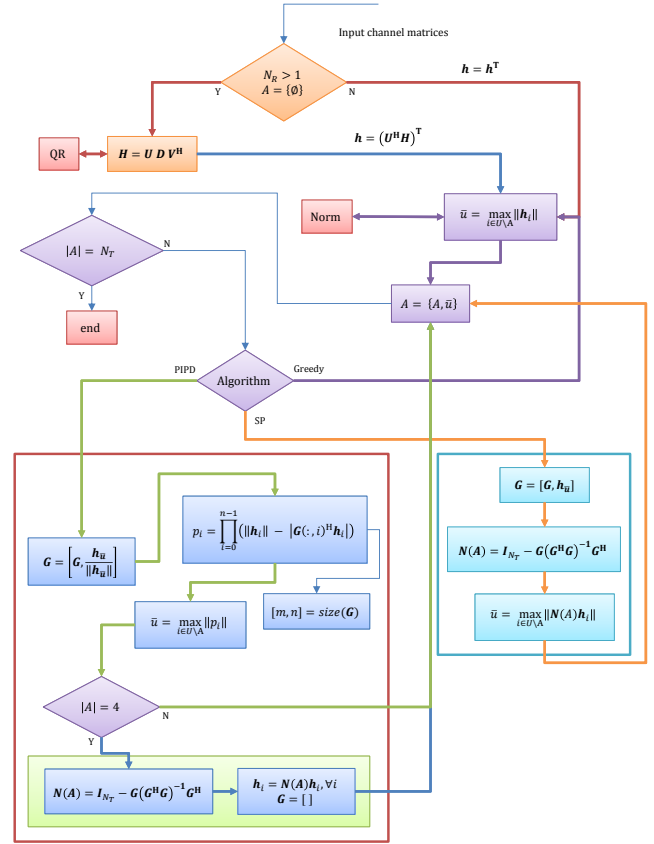 Input channel matrices
N_R > 1
A = {∅}
Y
N
h = h^T
QR
H = U D V^H
h = (U^H H)^T
Norm
ū = max_{i∈U\A} ‖h_i‖
|A| = N_T
N
Y
end
A = {A, ū}
PIPD
Algorithm
Greedy
SP
G = [G, h_ū / ‖h_ū‖]
p_i = ∏_{i=0}^{n−1} (‖h_i‖ − |G(:, i)^H h_i|)
[m, n] = size(G)
ū = max_{i∈U\A} ‖p_i‖
|A| = 4
N
Y
N(A) = I_{N_T} − G(G^H G)^{−1} G^H
h_i = N(A)h_i, ∀i
G = [ ]
G = [G, h_ū]
N(A) = I_{N_T} − G(G^H G)^{−1} G^H
ū = max_{i∈U\A} ‖N(A)h_i‖